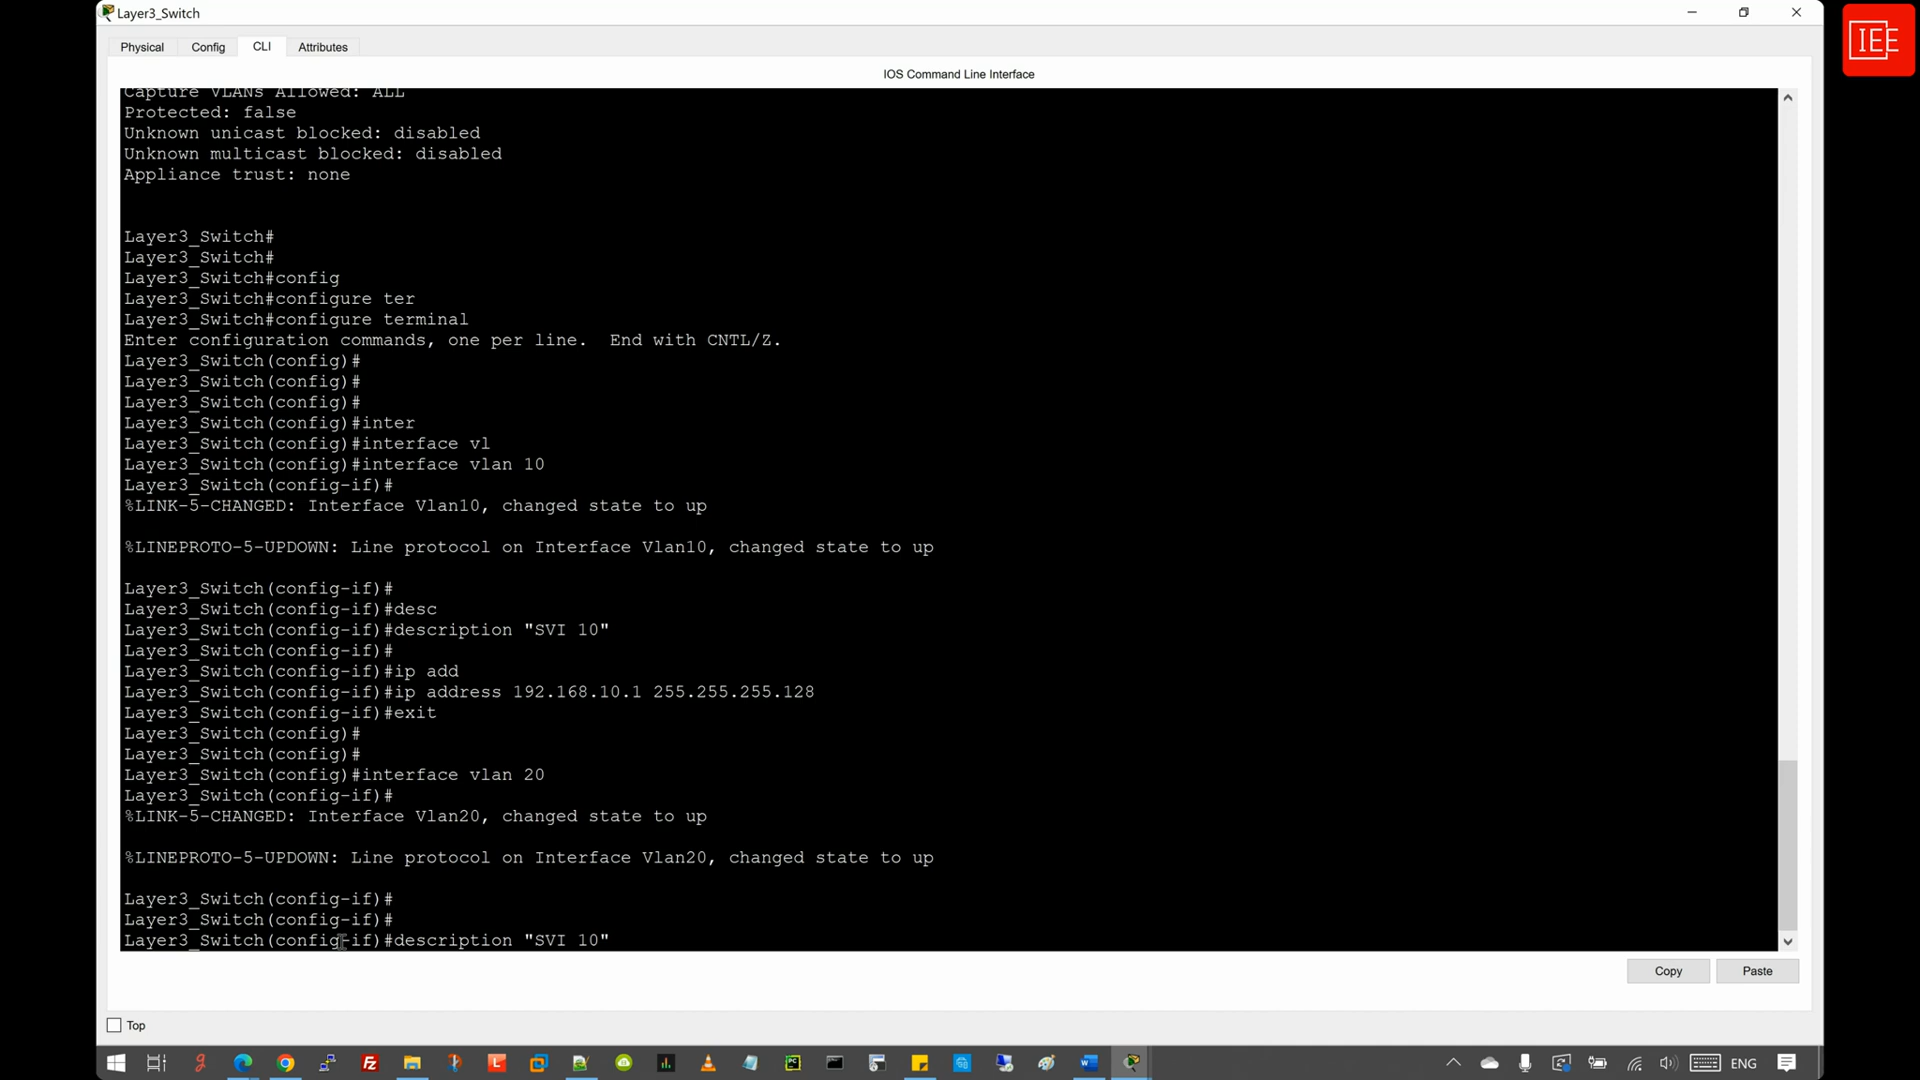 Layer3_Switch
IEE
Physical Config CLI Attributes
IOS Command Line Interface
Capture VLANs Allowed: ALL
Protected: false
Unknown unicast blocked: disabled
Unknown multicast blocked: disabled
Appliance trust: none
Layer3_Switch#
Layer3_Switch#
Layer3_Switch#config
Layer3_Switch#configure ter
Layer3_Switch#configure terminal
Enter configuration commands, one per line.  End with CNTL/Z.
Layer3_Switch(config)#
Layer3_Switch(config)#
Layer3_Switch(config)#
Layer3_Switch(config)#inter
Layer3_Switch(config)#interface vl
Layer3_Switch(config)#interface vlan 10
Layer3_Switch(config-if)#
%LINK-5-CHANGED: Interface Vlan10, changed state to up
%LINEPROTO-5-UPDOWN: Line protocol on Interface Vlan10, changed state to up
Layer3_Switch(config-if)#
Layer3_Switch(config-if)#desc
Layer3_Switch(config-if)#description "SVI 10"
Layer3_Switch(config-if)#
Layer3_Switch(config-if)#ip add
Layer3_Switch(config-if)#ip address 192.168.10.1 255.255.255.128
Layer3_Switch(config-if)#exit
Layer3_Switch(config)#
Layer3_Switch(config)#
Layer3_Switch(config)#interface vlan 20
Layer3_Switch(config-if)#
%LINK-5-CHANGED: Interface Vlan20, changed state to up
%LINEPROTO-5-UPDOWN: Line protocol on Interface Vlan20, changed state to up
Layer3_Switch(config-if)#
Layer3_Switch(config-if)#
Layer3_Switch(config-if)#description "SVI 10"
Copy Paste
Top
ENG